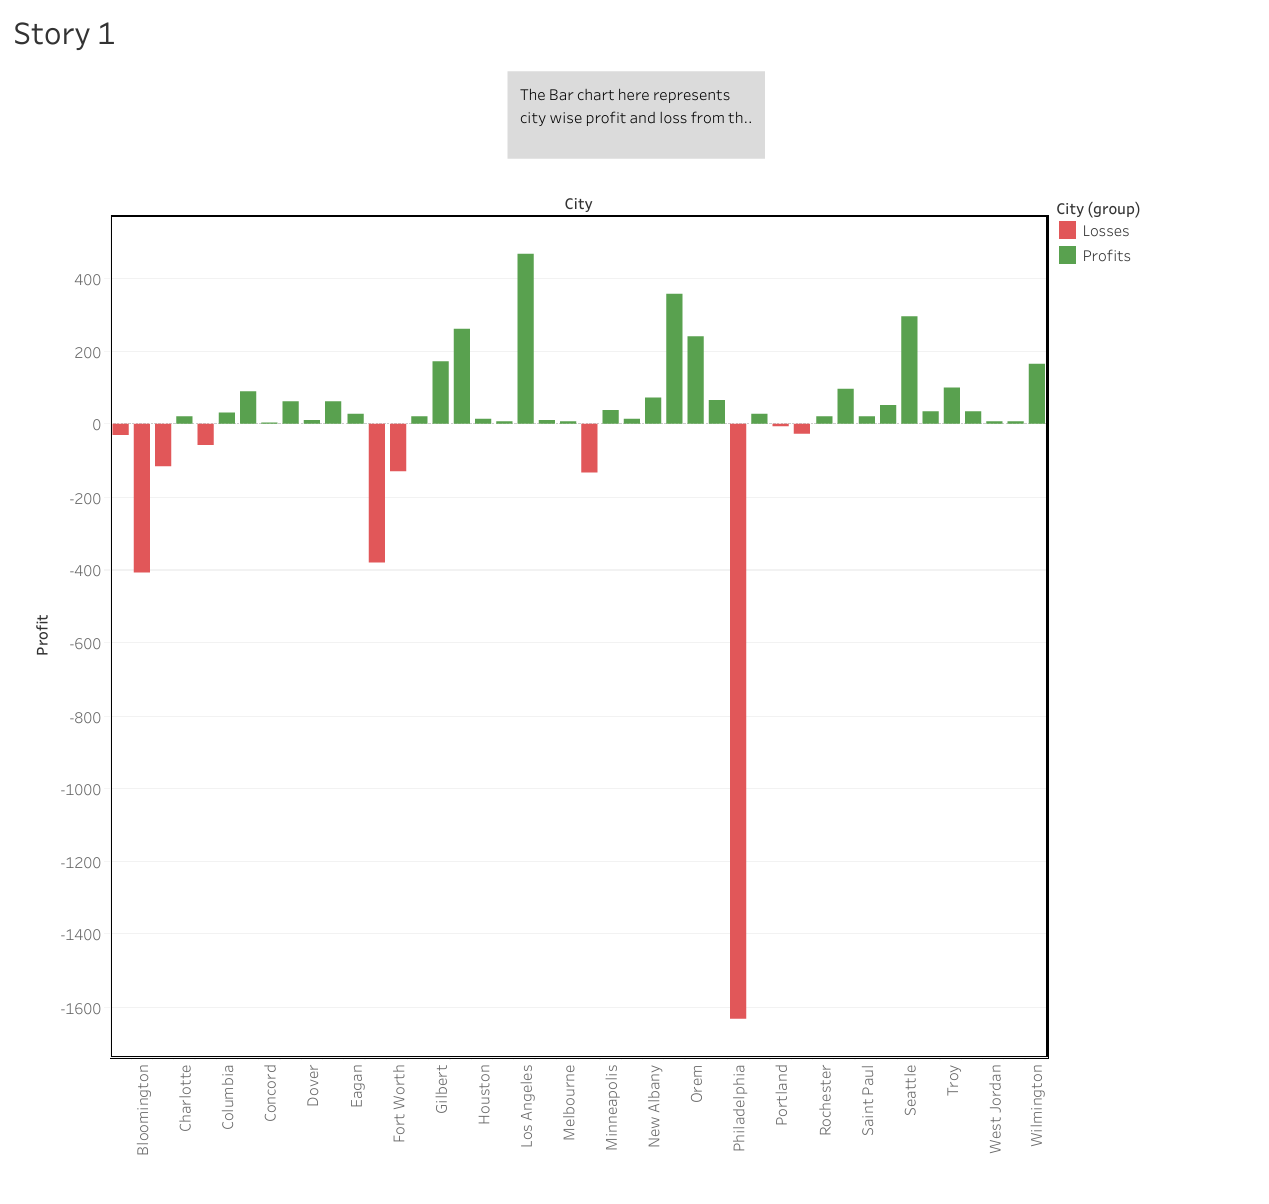 Story 1
The Bar chart here represents
city wise profit and loss from th..
City
City (group)
Losses
Profits
Profit
400
200
0
-200
-400
-600
-800
-1000
-1200
-1400
-1600
Bloomington
Charlotte
Columbia
Concord
Dover
Eagan
Fort Worth
Gilbert
Houston
Los Angeles
Melbourne
Minneapolis
New Albany
Orem
Philadelphia
Portland
Rochester
Saint Paul
Seattle
Troy
West Jordan
Wilmington